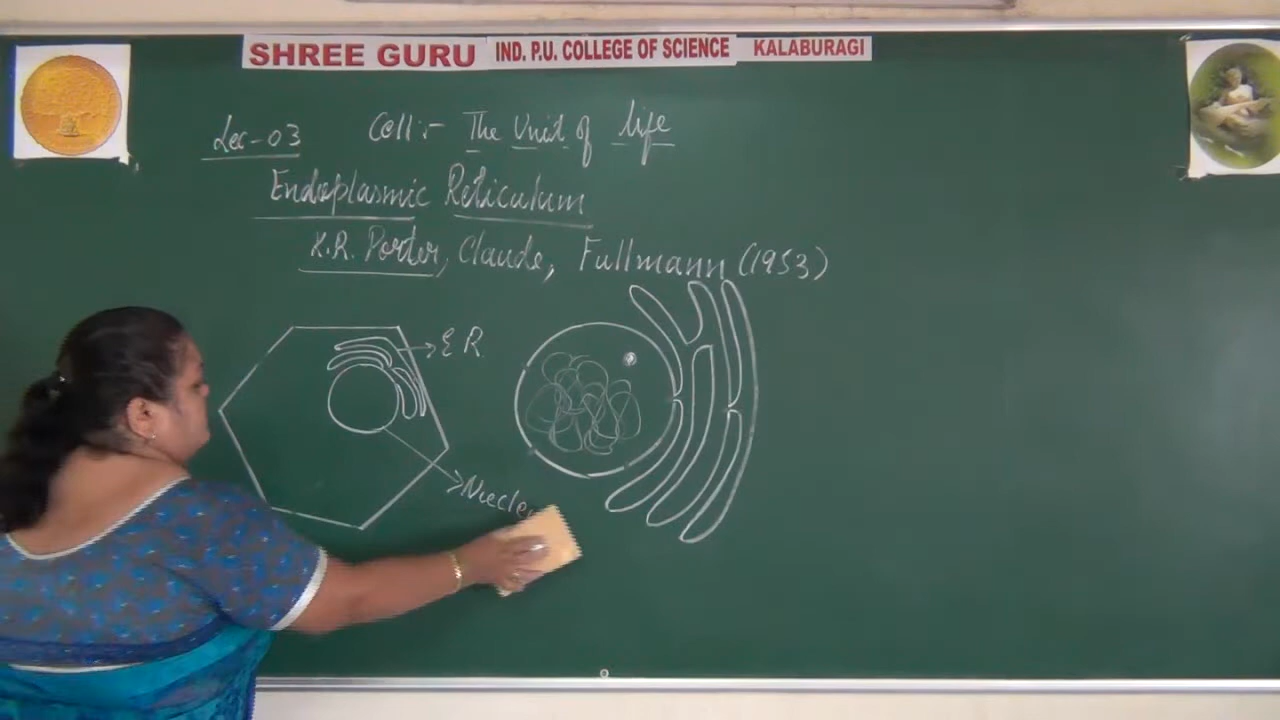 SHREE GURU IND. P.U. COLLEGE OF SCIENCE KALABURAGI
Lec-03 Cell:- The Unit of life
Endoplasmic Reticulum
K.R. Porter, Claude, Fullmann (1953)
ER